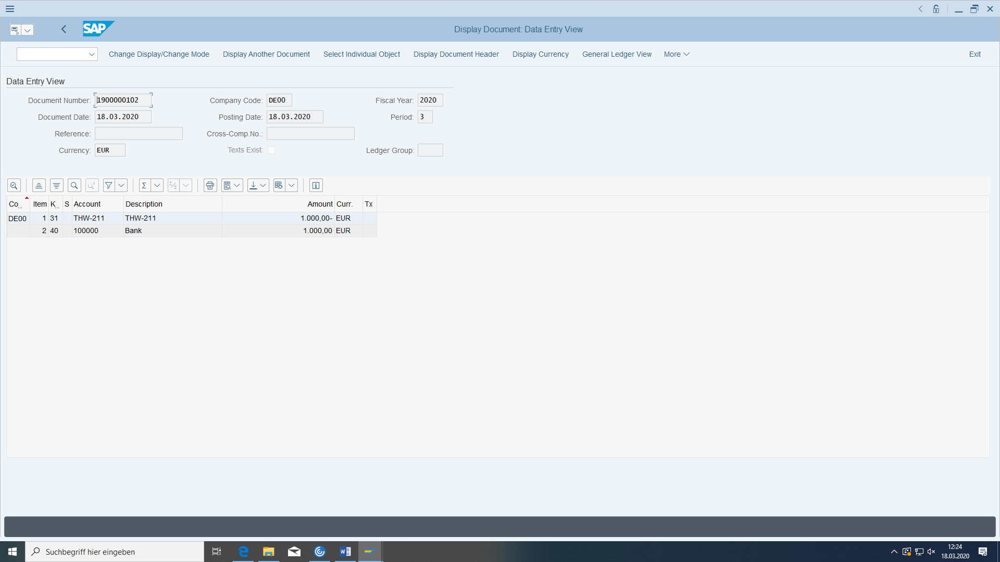 SAP
Display Document: Data Entry View
Change Display/Change Mode Display Another Document Select Individual Object Display Document Header Display Currency General Ledger View More Exit
Data Entry View
Document Number: 1900000102 Company Code: DE00 Fiscal Year: 2020
Document Date: 18.03.2020 Posting Date: 18.03.2020 Period: 3
Reference: Cross-Comp.No.:
Currency: EUR Texts Exist: Ledger Group:
Co... Item K... S Account Description Amount Curr. Tx
DE00 1 31 THW-211 THW-211 1.000,00- EUR
2 40 100000 Bank 1.000,00 EUR
Suchbegriff hier eingeben
12:24
18.03.2020